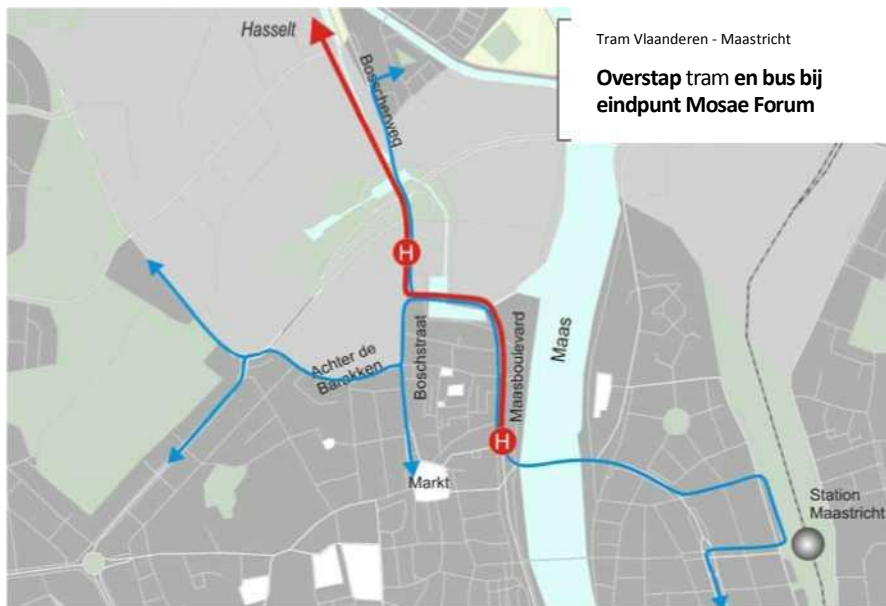 Tram Vlaanderen - Maastricht
Overstap tram en bus bij
eindpunt Mosae Forum
Hasselt
Bosscherweg
H
Achter de
Barakken
Boschstraat
Maasboulevard
Maas
H
Markt
Station
Maastricht